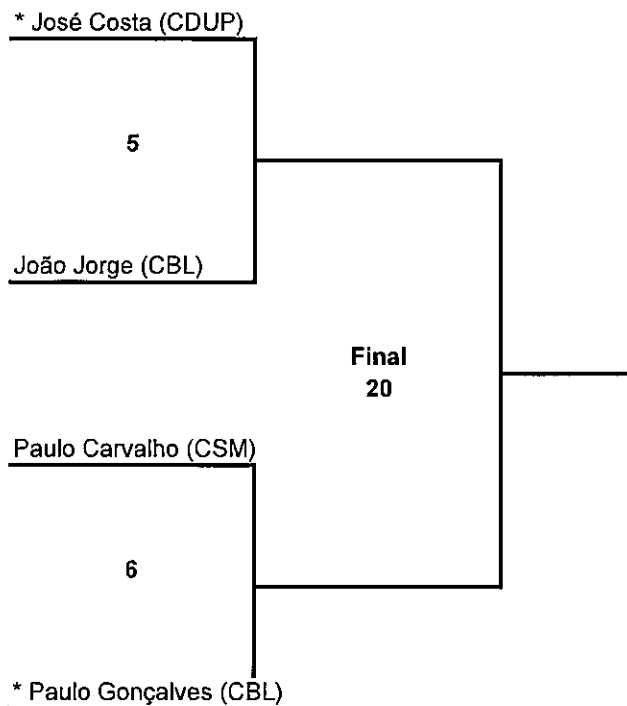 * José Costa (CDUP)
5
João Jorge (CBL)
Final
20
Paulo Carvalho (CSM)
6
* Paulo Gonçalves (CBL)